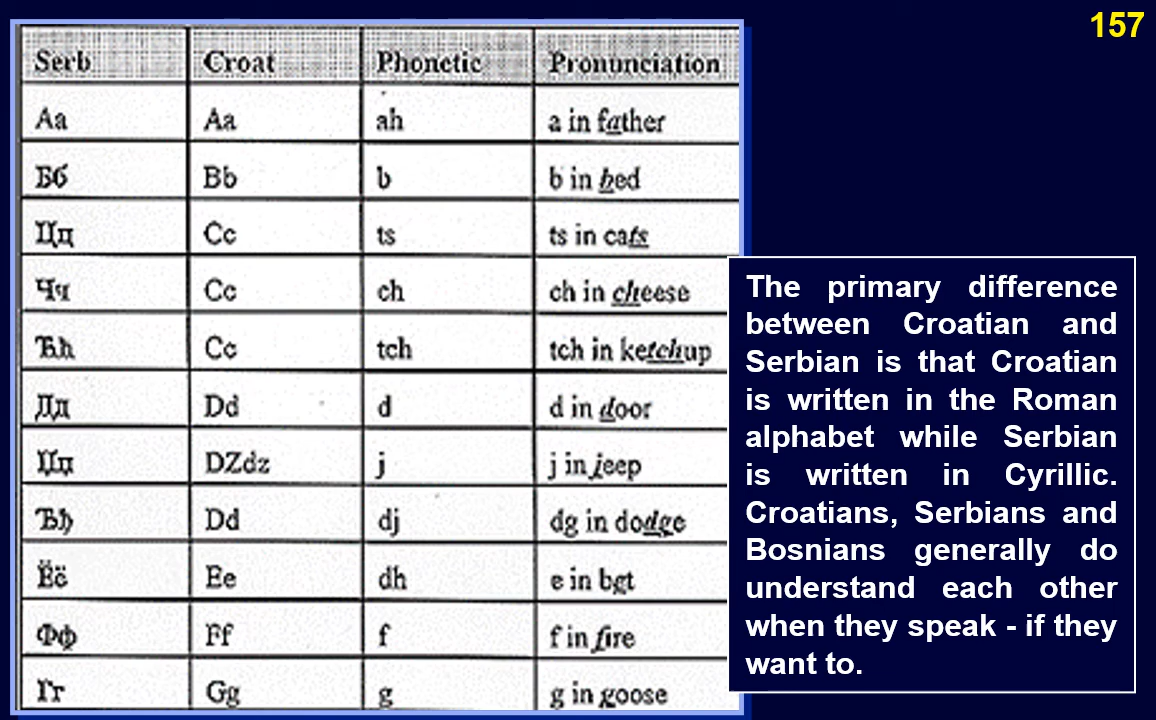 157
Serb Croat Phonetic Pronunciation
Аа Aa ah a in father
Бб Bb b b in bed
Цц Cc ts ts in cats
Чч Cc ch ch in cheese
Ћћ Cc tch tch in ketchup
Дд Dd d d in door
Џџ DZdz j j in jeep
Ђђ Dd dj dg in dodge
Ëë Ee dh e in bgt
Фф Ff f f in fire
Гг Gg g g in goose
The primary difference
between Croatian and
Serbian is that Croatian
is written in the Roman
alphabet while Serbian
is written in Cyrillic.
Croatians, Serbians and
Bosnians generally do
understand each other
when they speak - if they
want to.